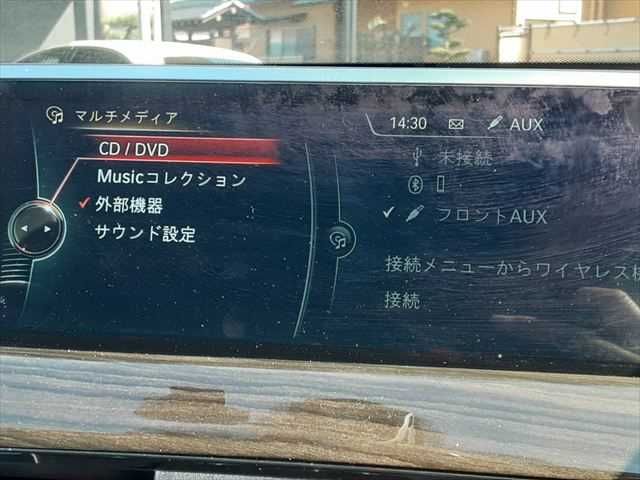 マルチメディア
CD / DVD
Musicコレクション
外部機器
サウンド設定
14:30 AUX
未接続
フロントAUX
接続メニューからワイヤレス
接続